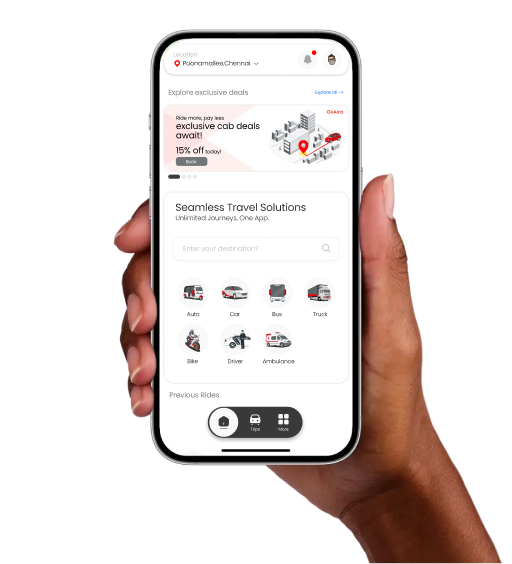 Location
Poonamallee,Chennai
Explore exclusive deals
Explore all →
Ride more, pay less
exclusive cab deals
await!
15% off today!
Book
Seamless Travel Solutions
Unlimited Journeys, One App.
Enter your destination?
Auto
Car
Bus
Truck
Bike
Driver
Ambulance
Previous Rides
Trips
More